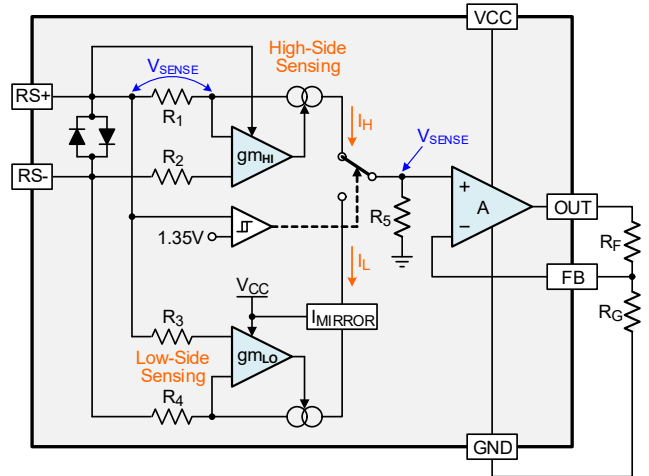 VCC
High-Side
Sensing
VSENSE
RS+
R1
IH
gmHI
VSENSE
R2
RS-
A
+
−
OUT
R5
RF
1.35V
IL
FB
VCC
RG
IMIRROR
R3
gmLO
Low-Side
Sensing
R4
GND